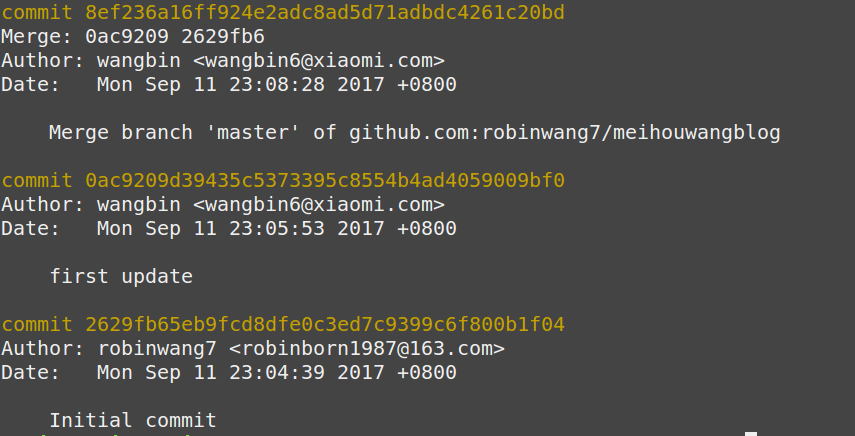 commit 8ef236a16ff924e2adc8ad5d71adbdc4261c20bd
Merge: 0ac9209 2629fb6
Author: wangbin <wangbin6@xiaomi.com>
Date:   Mon Sep 11 23:08:28 2017 +0800
    Merge branch 'master' of github.com:robinwang7/meihouwangblog
commit 0ac9209d39435c5373395c8554b4ad4059009bf0
Author: wangbin <wangbin6@xiaomi.com>
Date:   Mon Sep 11 23:05:53 2017 +0800
    first update
commit 2629fb65eb9fcd8dfe0c3ed7c9399c6f800b1f04
Author: robinwang7 <robinborn1987@163.com>
Date:   Mon Sep 11 23:04:39 2017 +0800
    Initial commit